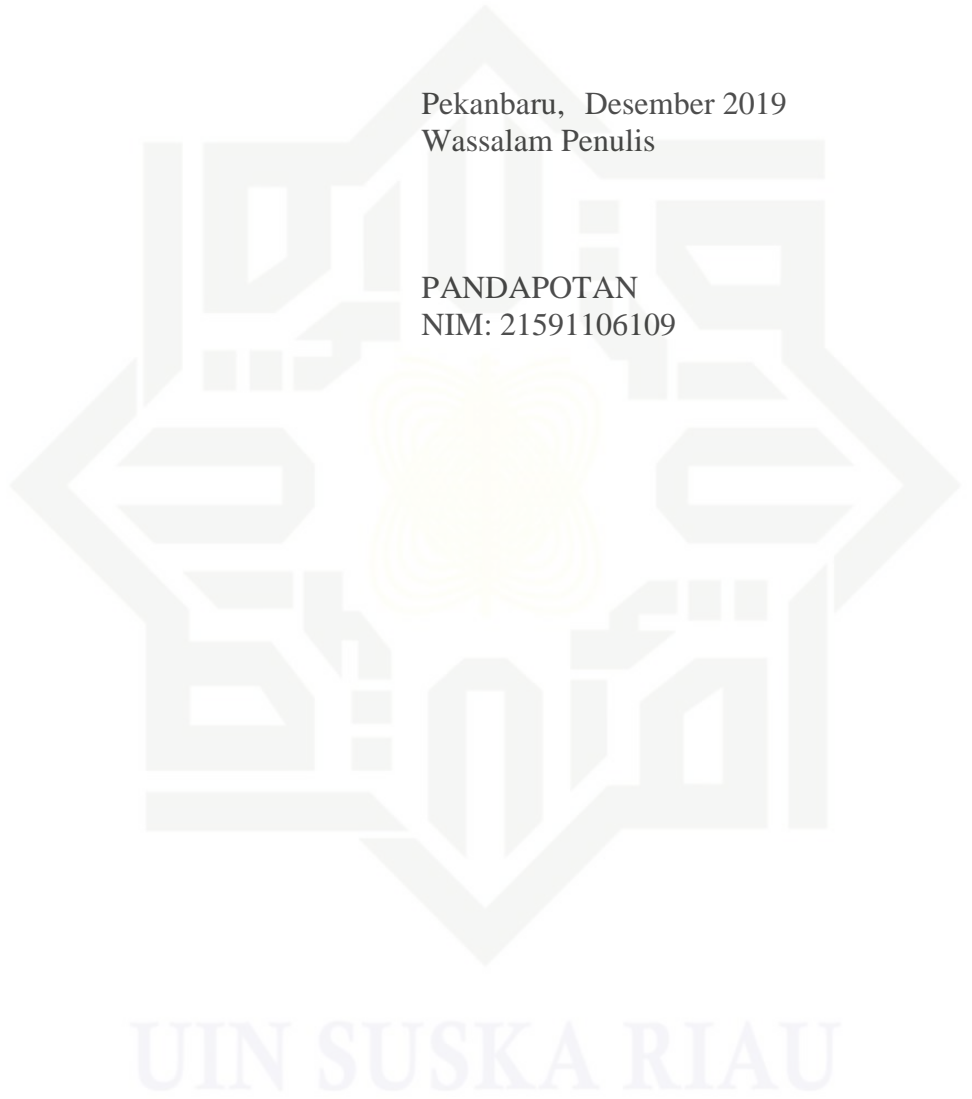 Pekanbaru, Desember 2019
Wassalam Penulis
PANDAPOTAN
NIM: 21591106109
UIN SUSKA RIAU